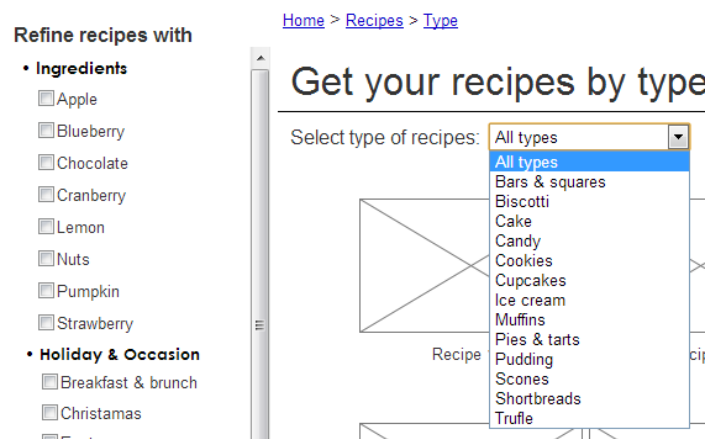 Refine recipes with
• Ingredients
Apple
Blueberry
Chocolate
Cranberry
Lemon
Nuts
Pumpkin
Strawberry
• Holiday & Occasion
Breakfast & brunch
Christamas
Home > Recipes > Type
Get your recipes by type
Select type of recipes: All types
All types
Bars & squares
Biscotti
Cake
Candy
Cookies
Cupcakes
Ice cream
Muffins
Pies & tarts
Pudding
Scones
Shortbreads
Trufle
Recipe